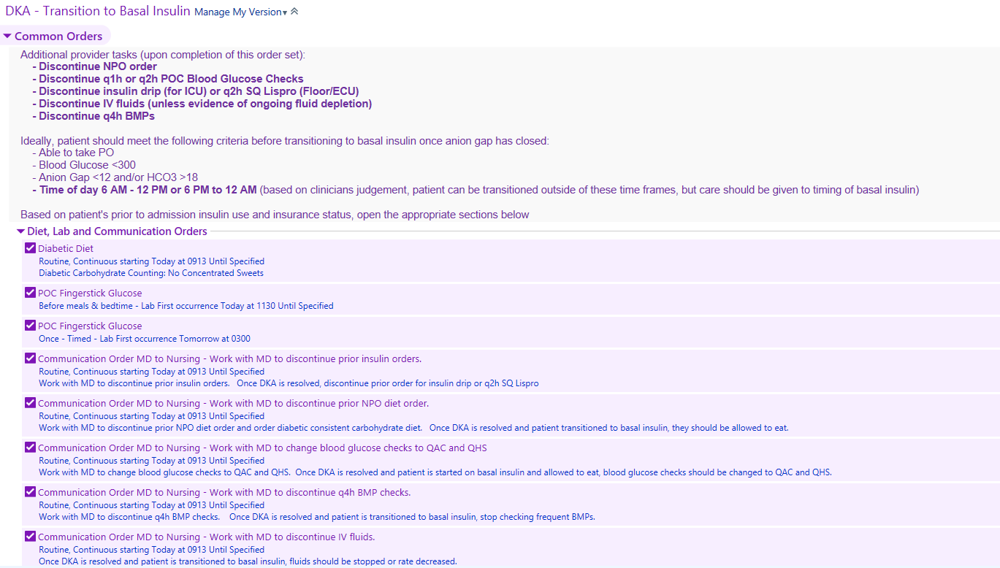 DKA - Transition to Basal Insulin Manage My Version
Common Orders
Additional provider tasks (upon completion of this order set):
- Discontinue NPO order
- Discontinue q1h or q2h POC Blood Glucose Checks
- Discontinue insulin drip (for ICU) or q2h SQ Lispro (Floor/ECU)
- Discontinue IV fluids (unless evidence of ongoing fluid depletion)
- Discontinue q4h BMPs
Ideally, patient should meet the following criteria before transitioning to basal insulin once anion gap has closed:
- Able to take PO
- Blood Glucose <300
- Anion Gap <12 and/or HCO3 >18
- Time of day 6 AM - 12 PM or 6 PM to 12 AM (based on clinicians judgement, patient can be transitioned outside of these time frames, but care should be given to timing of basal insulin)
Based on patient's prior to admission insulin use and insurance status, open the appropriate sections below
Diet, Lab and Communication Orders
Diabetic Diet
Routine, Continuous starting Today at 0913 Until Specified
Diabetic Carbohydrate Counting: No Concentrated Sweets
POC Fingerstick Glucose
Before meals & bedtime - Lab First occurrence Today at 1130 Until Specified
POC Fingerstick Glucose
Once - Timed - Lab First occurrence Tomorrow at 0300
Communication Order MD to Nursing - Work with MD to discontinue prior insulin orders.
Routine, Continuous starting Today at 0913 Until Specified
Work with MD to discontinue prior insulin orders. Once DKA is resolved, discontinue prior order for insulin drip or q2h SQ Lispro
Communication Order MD to Nursing - Work with MD to discontinue prior NPO diet order.
Routine, Continuous starting Today at 0913 Until Specified
Work with MD to discontinue prior NPO diet order and order diabetic consistent carbohydrate diet. Once DKA is resolved and patient transitioned to basal insulin, they should be allowed to eat.
Communication Order MD to Nursing - Work with MD to change blood glucose checks to QAC and QHS
Routine, Continuous starting Today at 0913 Until Specified
Work with MD to change blood glucose checks to QAC and QHS. Once DKA is resolved and patient is started on basal insulin and allowed to eat, blood glucose checks should be changed to QAC and QHS.
Communication Order MD to Nursing - Work with MD to discontinue q4h BMP checks.
Routine, Continuous starting Today at 0913 Until Specified
Work with MD to discontinue q4h BMP checks. Once DKA is resolved and patient is transitioned to basal insulin, stop checking frequent BMPs.
Communication Order MD to Nursing - Work with MD to discontinue IV fluids.
Routine, Continuous starting Today at 0913 Until Specified
Once DKA is resolved and patient is transitioned to basal insulin, fluids should be stopped or rate decreased.